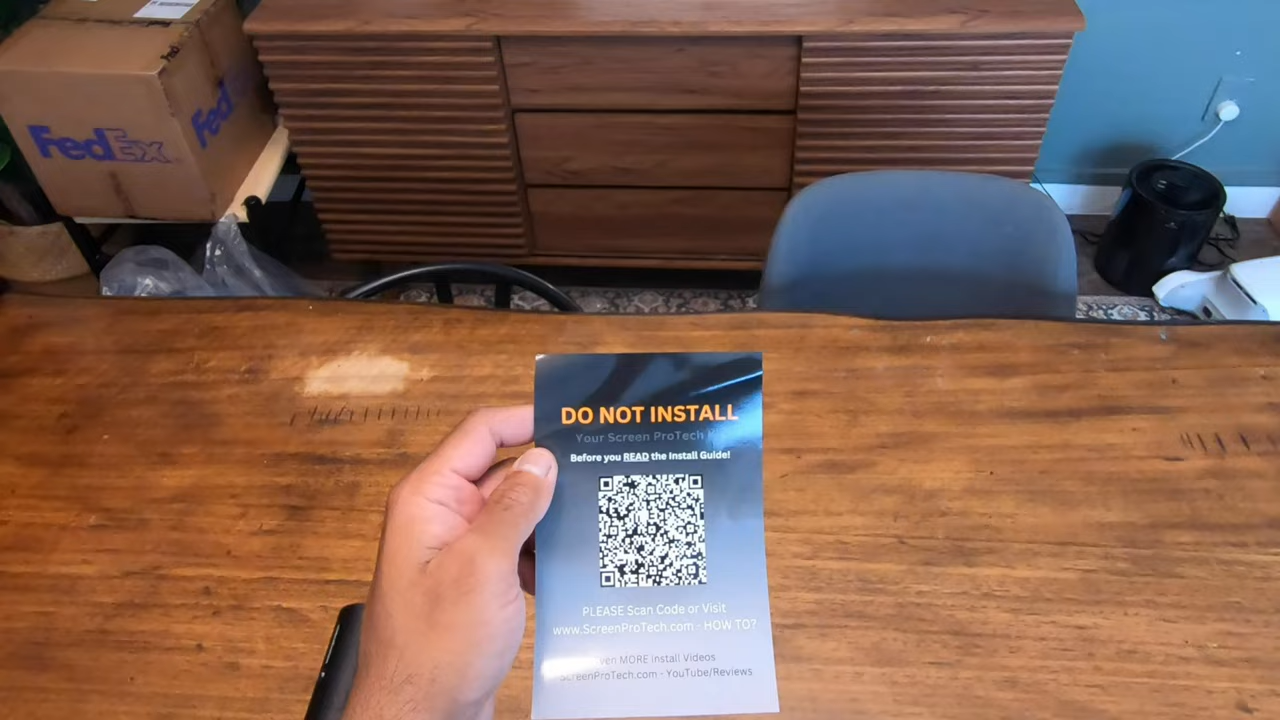 FedEx
Fed
DO NOT INSTALL
Your Screen ProTech
Before you READ the Install Guide!
PLEASE Scan Code or Visit
www.ScreenProTech.com - HOW TO?
MORE install Videos
ScreenProTech.com - YouTube/Reviews